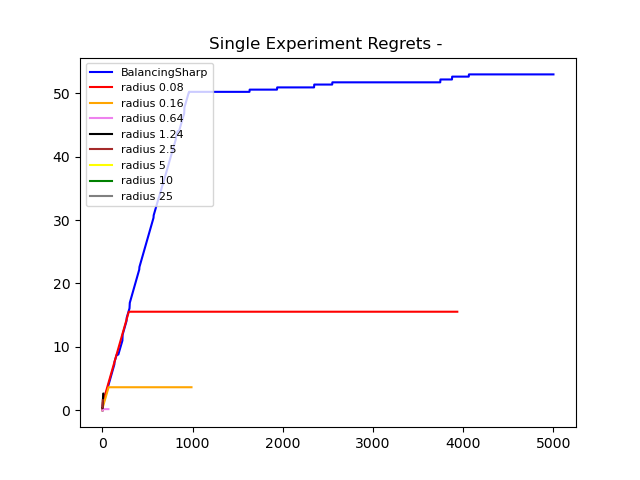 Single Experiment Regrets -
BalancingSharp
radius 0.08
radius 0.16
radius 0.64
radius 1.24
radius 2.5
radius 5
radius 10
radius 25
50
40
30
20
10
0
0 1000 2000 3000 4000 5000